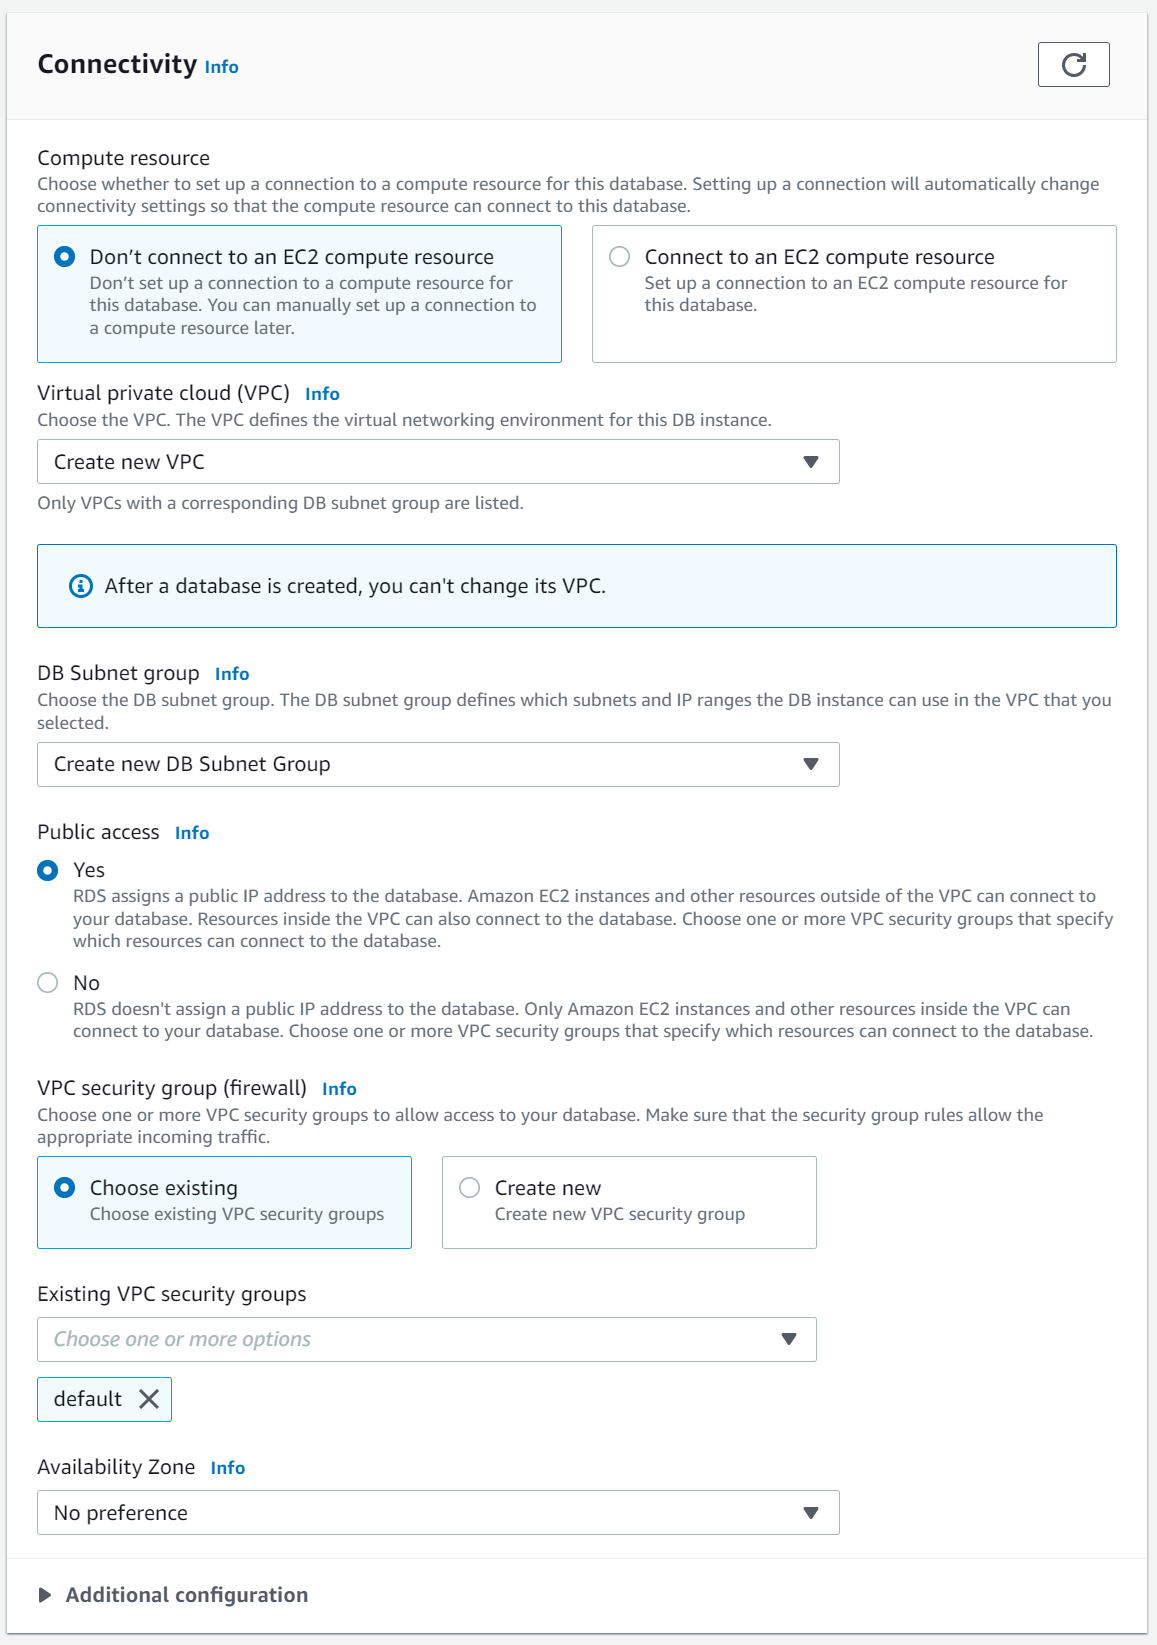 Connectivity Info
Compute resource
Choose whether to set up a connection to a compute resource for this database. Setting up a connection will automatically change
connectivity settings so that the compute resource can connect to this database.
Don’t connect to an EC2 compute resource
Don’t set up a connection to a compute resource for
this database. You can manually set up a connection to
a compute resource later.
Connect to an EC2 compute resource
Set up a connection to an EC2 compute resource for
this database.
Virtual private cloud (VPC) Info
Choose the VPC. The VPC defines the virtual networking environment for this DB instance.
Create new VPC
Only VPCs with a corresponding DB subnet group are listed.
After a database is created, you can't change its VPC.
DB Subnet group Info
Choose the DB subnet group. The DB subnet group defines which subnets and IP ranges the DB instance can use in the VPC that you
selected.
Create new DB Subnet Group
Public access Info
Yes
RDS assigns a public IP address to the database. Amazon EC2 instances and other resources outside of the VPC can connect to
your database. Resources inside the VPC can also connect to the database. Choose one or more VPC security groups that specify
which resources can connect to the database.
No
RDS doesn't assign a public IP address to the database. Only Amazon EC2 instances and other resources inside the VPC can
connect to your database. Choose one or more VPC security groups that specify which resources can connect to the database.
VPC security group (firewall) Info
Choose one or more VPC security groups to allow access to your database. Make sure that the security group rules allow the
appropriate incoming traffic.
Choose existing
Choose existing VPC security groups
Create new
Create new VPC security group
Existing VPC security groups
Choose one or more options
default
Availability Zone Info
No preference
Additional configuration